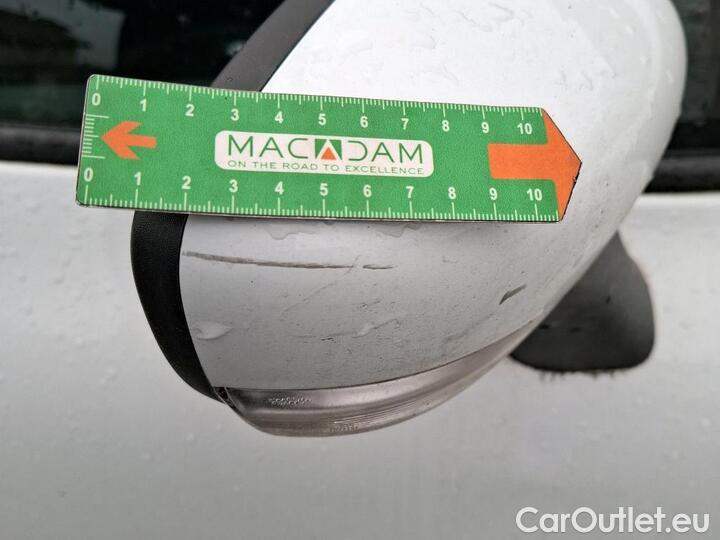 0 1 2 3 4 5 6 7 8 9 10
MACADAM
ON THE ROAD TO EXCELLENCE
0 1 2 3 4 5 6 7 8 9 10
CarOutlet.eu